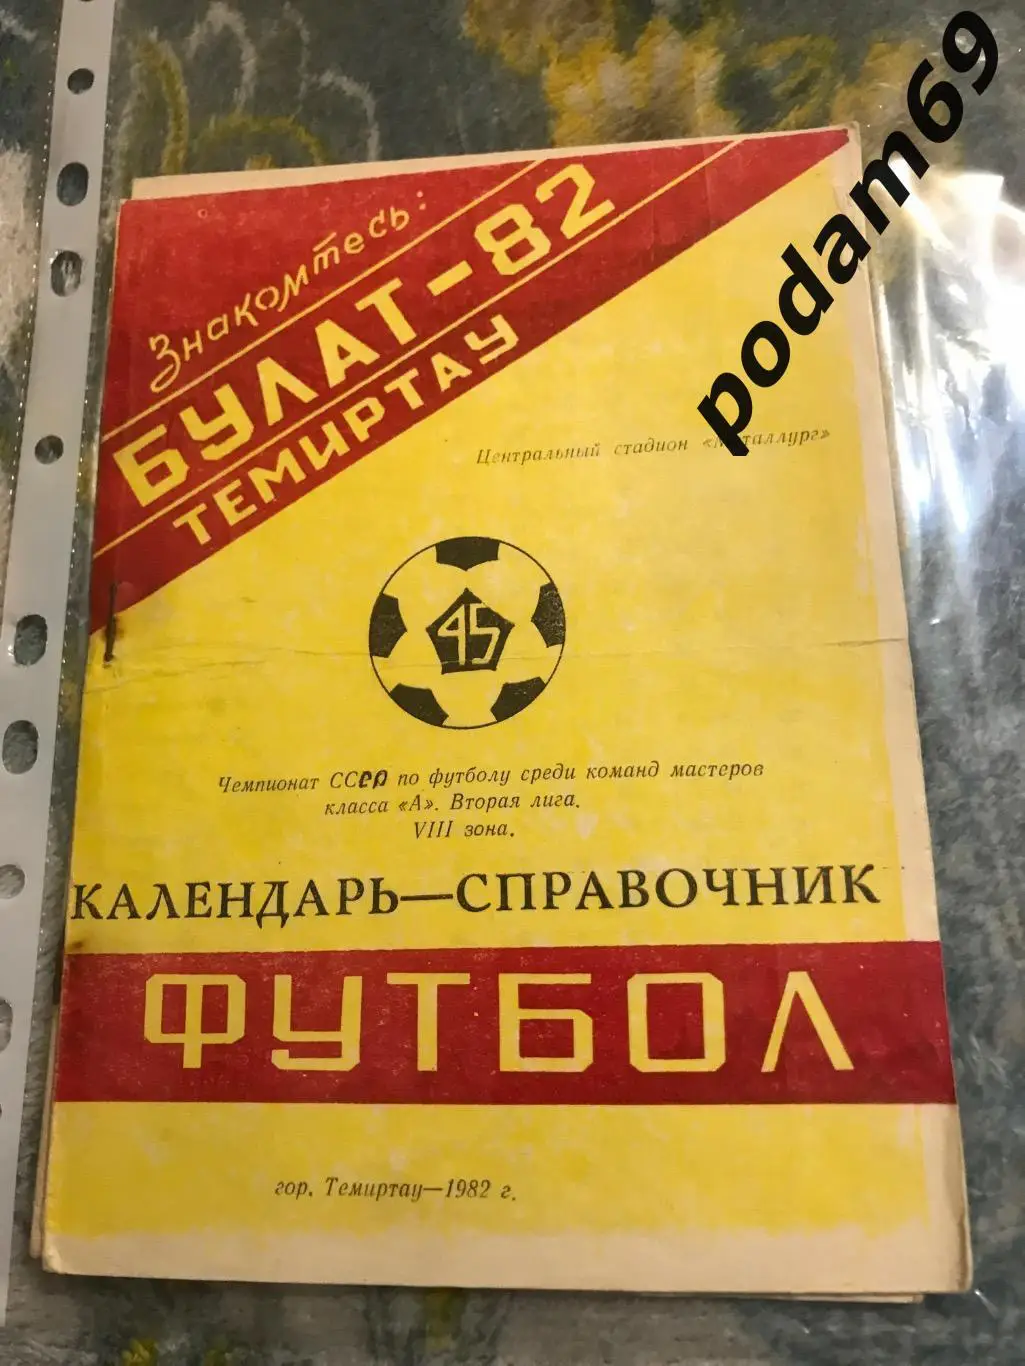 Знакомтесь:
БУЛАТ-82
ТЕМИРТАУ
Центральный стадион «Металлург»
45
Чемпионат СССР по футболу среди команд мастеров
класса «А». Вторая лига.
VIII зона.
КАЛЕНДАРЬ—СПРАВОЧНИК
ФУТБОЛ
гор. Темиртау—1982 г.
podam69